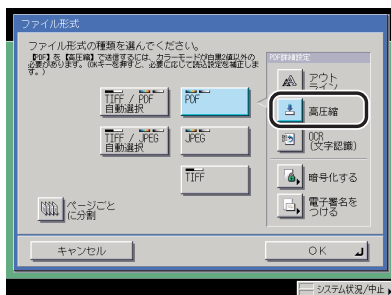 ファイル形式
ファイル形式の種類を選んでください。
【PDF】を【高圧縮】で送信するには、カラーモードが白黒2値以外の
必要があります。(OKキーを押すと、必要に応じて読込設定を補正しま
す。)
PDF詳細設定
TIFF / PDF
自動選択
PDF
アウト
ライン
高圧縮
TIFF / JPEG
自動選択
JPEG
OCR
(文字認識)
TIFF
暗号化する
ページごと
に分割
電子署名を
つける
キャンセル
OK
システム状況/中止